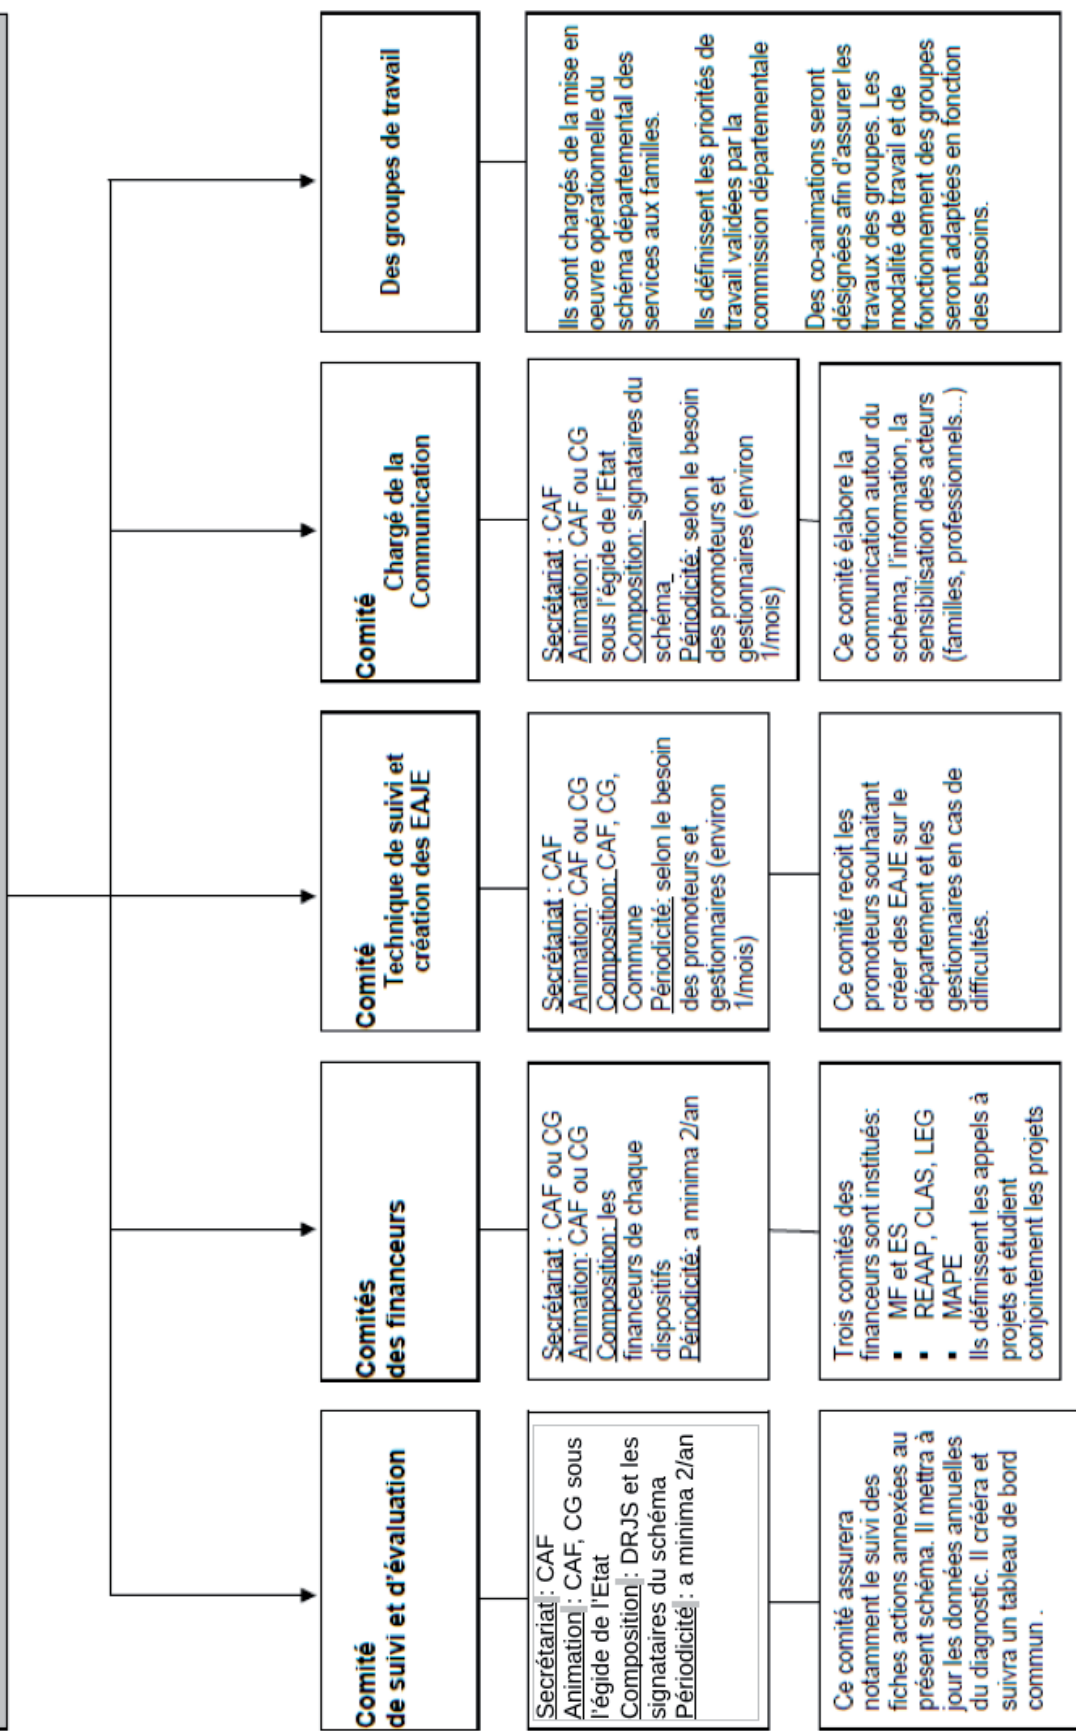 Comité
de suivi et d'évaluation
Secrétariat : CAF
Animation : CAF, CG sous
l'égide de l'Etat
Composition : DRJS et les
signataires du schéma
Périodicité : a minima 2/an
Ce comité assurera
notamment le suivi des
fiches actions annexées au
présent schéma. Il mettra à
jour les données annuelles
du diagnostic. Il crééra et
suivra un tableau de bord
commun .
Comités
des financeurs
Secrétariat : CAF ou CG
Animation: CAF ou CG
Composition: les
financeurs de chaque
dispositifs
Périodicité: a minima 2/an
Trois comités des
financeurs sont institués:
▪ MF et ES
▪ REAAP, CLAS, LEG
▪ MAPE
Ils définissent les appels à
projets et étudient
conjointement les projets
Comité
Technique de suivi et
création des EAJE
Secrétariat : CAF
Animation: CAF ou CG
Composition: CAF, CG,
Commune
Périodicité: selon le besoin
des promoteurs et
gestionnaires (environ
1/mois)
Ce comité recoit les
promoteurs souhaitant
créer des EAJE sur le
département et les
gestionnaires en cas de
difficultés.
Comité
Chargé de la
Communication
Secrétariat : CAF
Animation: CAF ou CG
sous l'égide de l'Etat
Composition: signataires du
schéma
Périodicité: selon le besoin
des promoteurs et
gestionnaires (environ
1/mois)
Ce comité élabore la
communication autour du
schéma, l'information, la
sensibilisation des acteurs
(familles, professionnels...)
Des groupes de travail
Ils sont chargés de la mise en
oeuvre opérationnelle du
schéma départemental des
services aux familles.
Ils définissent les priorités de
travail validées par la
commission départementale
Des co-animations seront
désignées afin d'assurer les
travaux des groupes. Les
modalité de travail et de
fonctionnement des groupes
seront adaptées en fonction
des besoins.